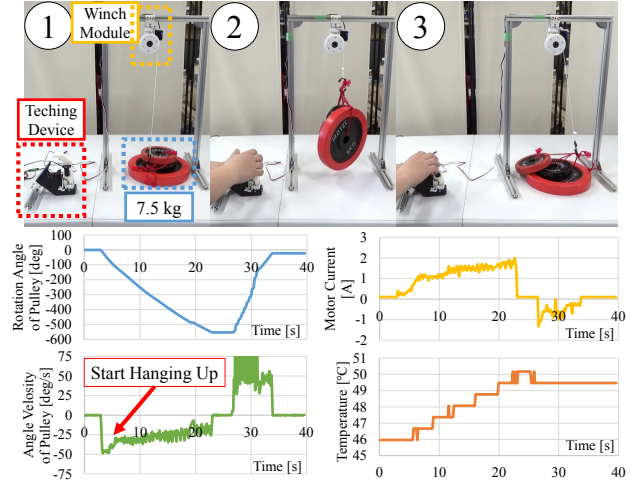 1
Winch
Module
2
3
Teching
Device
7.5 kg
Rotation Angle
of Pulley [deg]
100
0
-100
-200
-300
-400
-500
-600
0 10 20 30 40
Time [s]
Motor Current
[A]
3
2
1
0
-1
-2
0 10 20 30 40
Time [s]
Angle Velocity
of Pulley [deg/s]
75
50
25
0
-25
-50
-75
Start Hanging Up
0 10 20 30 40
Time [s]
Temperature [°C]
51
50
49
48
47
46
45
44
0 10 20 30 40
Time [s]